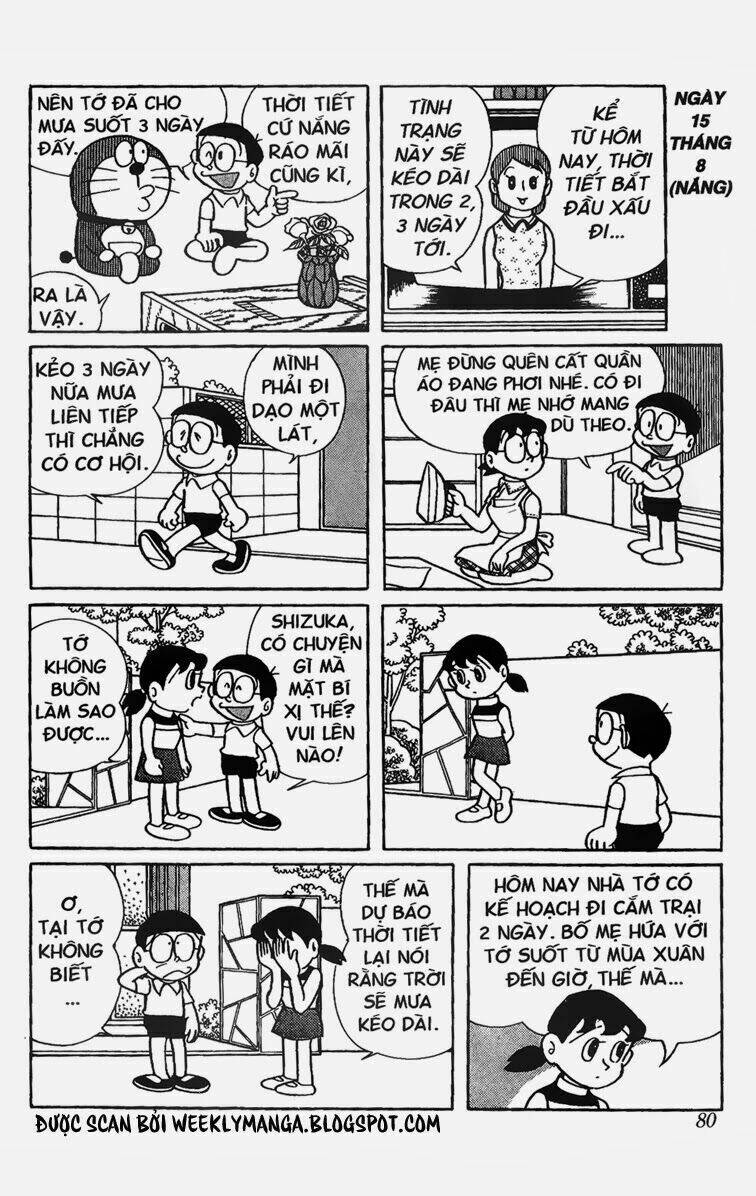 NGÀY
15
THÁNG
8
(NẮNG)
KỂ
TỪ HÔM
NAY, THỜI
TIẾT BẮT
ĐẦU XẤU
ĐI...
TÌNH
TRẠNG
NÀY SẼ
KÉO DÀI
TRONG 2,
3 NGÀY
TỚI.
THỜI TIẾT
CỨ NẮNG
RÁO MÃI
CŨNG KÌ,
NÊN TỚ ĐÃ CHO
MƯA SUỐT 3 NGÀY
ĐẤY.
RA LÀ
VẬY.
MẸ ĐỪNG QUÊN CẤT QUẦN
ÁO ĐANG PHƠI NHÉ. CÓ ĐI
ĐÂU THÌ MẸ NHỚ MANG
DÙ THEO.
MÌNH
PHẢI ĐI
DẠO MỘT
LÁT,
KẺO 3 NGÀY
NỮA MƯA
LIÊN TIẾP
THÌ CHẲNG
CÓ CƠ HỘI.
SHIZUKA,
CÓ CHUYỆN
GÌ MÀ
MẶT BÍ
XỊ THẾ?
VUI LÊN
NÀO!
TỚ
KHÔNG
BUỒN
LÀM SAO
ĐƯỢC...
HÔM NAY NHÀ TỚ CÓ
KẾ HOẠCH ĐI CẮM TRẠI
2 NGÀY. BỐ MẸ HỨA VỚI
TỚ SUỐT TỪ MÙA XUÂN
ĐẾN GIỜ, THẾ MÀ...
THẾ MÀ
DỰ BÁO
THỜI TIẾT
LẠI NÓI
RẰNG TRỜI
SẼ MƯA
KÉO DÀI.
Ơ,
TẠI TỚ
KHÔNG
BIẾT
...
ĐƯỢC SCAN BỞI WEEKLYMANGA.BLOGSPOT.COM
80